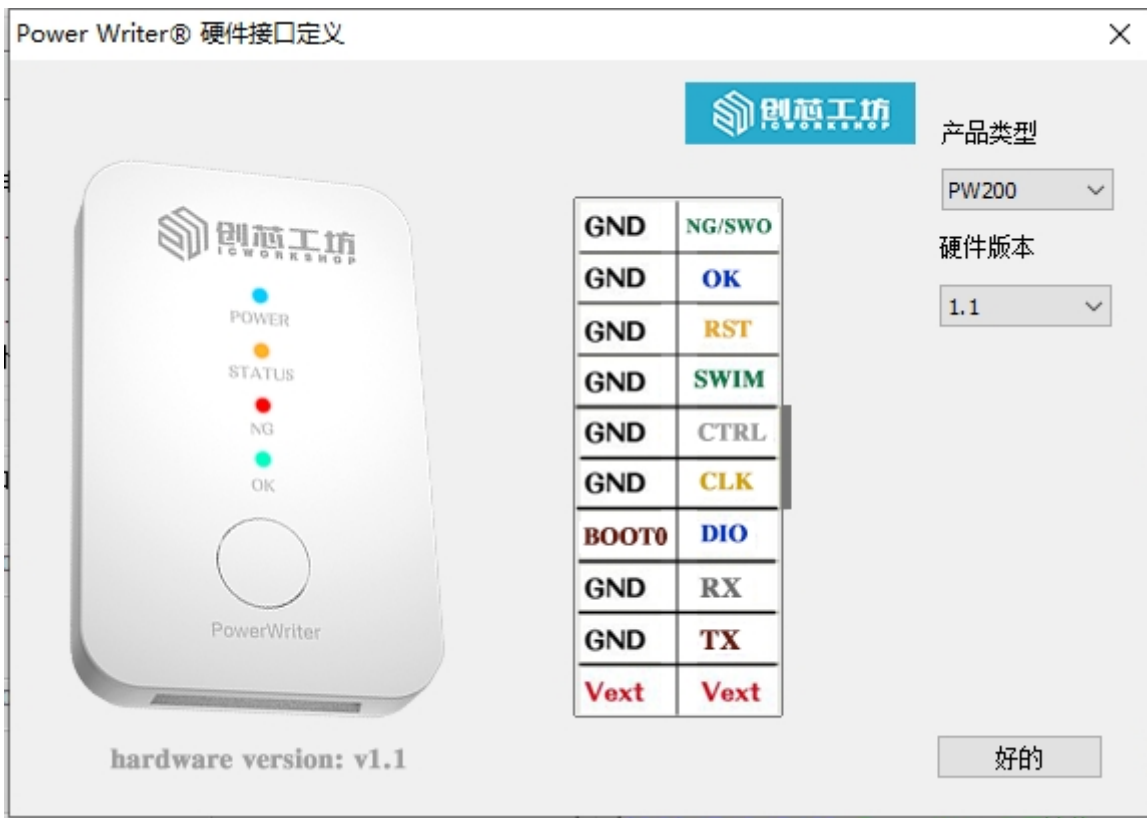 Power Writer® 硬件接口定义
创芯工坊
ICWORKSHOP
产品类型
PW200
硬件版本
1.1
创芯工坊
ICWORKSHOP
POWER
STATUS
NG
OK
PowerWriter
hardware version: v1.1
GND NG/SWO
GND OK
GND RST
GND SWIM
GND CTRL
GND CLK
BOOT0 DIO
GND RX
GND TX
Vext Vext
好的